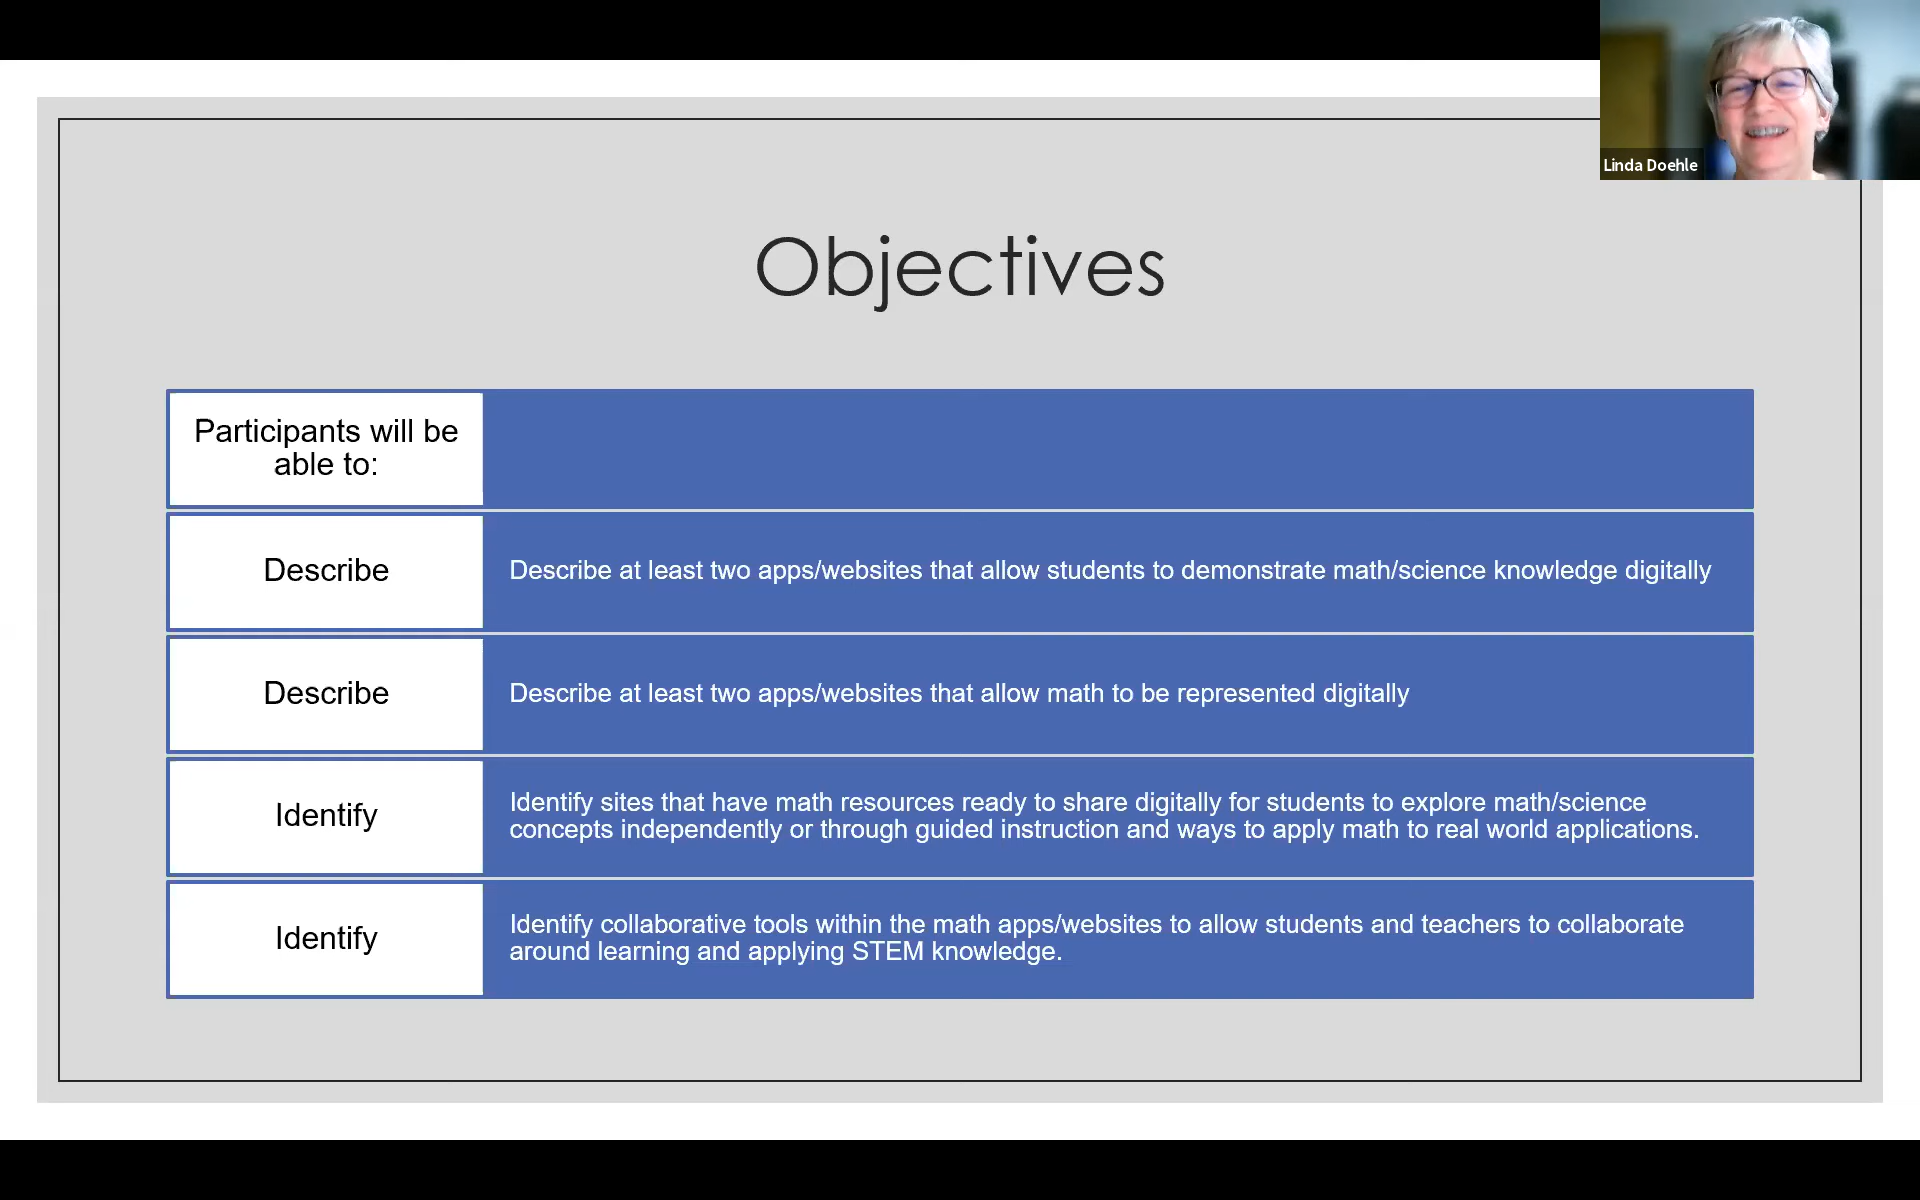 Linda Doehle
Objectives
Participants will be
able to:
Describe
Describe at least two apps/websites that allow students to demonstrate math/science knowledge digitally
Describe
Describe at least two apps/websites that allow math to be represented digitally
Identify
Identify sites that have math resources ready to share digitally for students to explore math/science
concepts independently or through guided instruction and ways to apply math to real world applications.
Identify
Identify collaborative tools within the math apps/websites to allow students and teachers to collaborate
around learning and applying STEM knowledge.